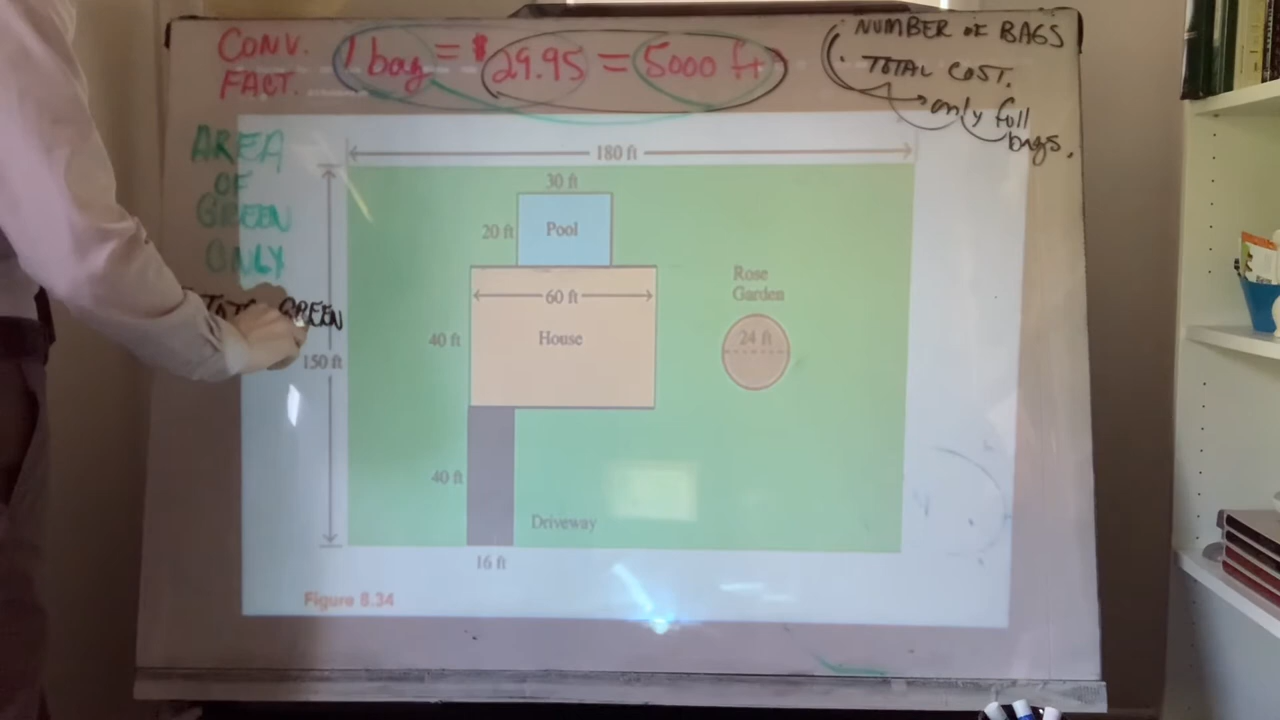 CONV. 1 bag = $29.95 = 5000 ft
FACT.
· NUMBER OF BAGS
· TOTAL COST.
only full
bags.
AREA
OF
GREEN
ONLY
GREEN
180 ft
30 ft
20 ft
Pool
60 ft
40 ft
House
Rose
Garden
24 ft
150 ft
40 ft
Driveway
16 ft
Figure 8.34